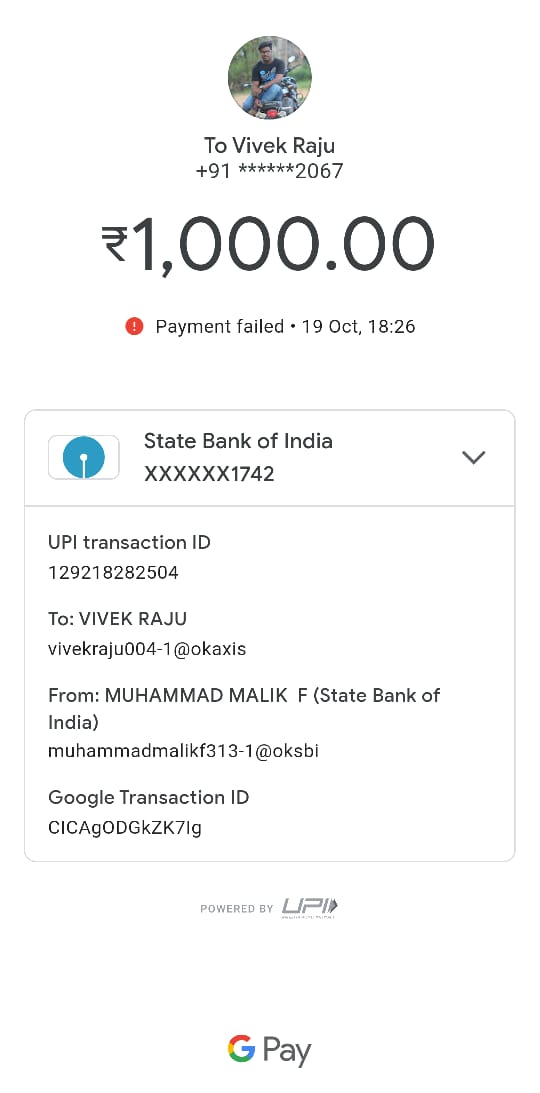 To Vivek Raju
+91 ******2067
₹1,000.00
Payment failed • 19 Oct, 18:26
State Bank of India
XXXXXX1742
UPI transaction ID
129218282504
To: VIVEK RAJU
vivekraju004-1@okaxis
From: MUHAMMAD MALIK  F (State Bank of
India)
muhammadmalikf313-1@oksbi
Google Transaction ID
CICAgODGkZK7Ig
POWERED BY UPI
G Pay